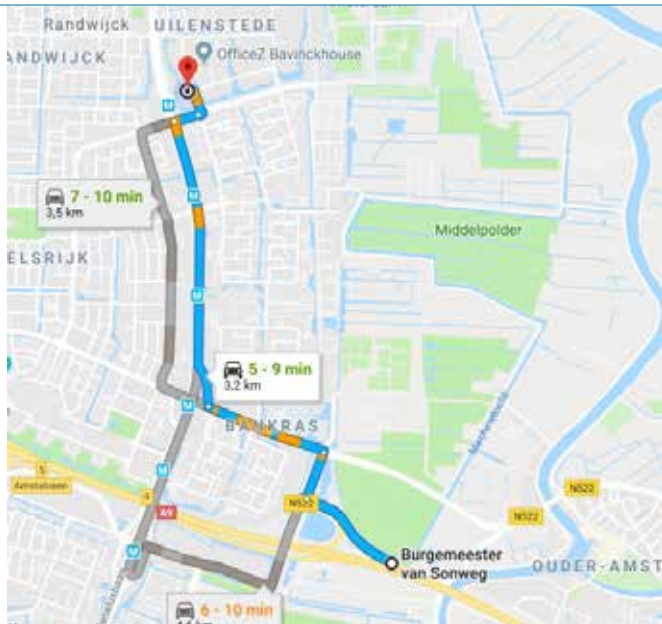 Randwijck
UILENSTEDE
ANDWIJCK
OfficeZ Bavinckhouse
M
7 - 10 min
3,5 km
M
Middelpolder
ELSRIJK
M
5 - 9 min
3,2 km
M
BANKRAS
M
5
Amstelveen
4
A9
N522
N522
N522
Burgemeester
van Sonweg
OUDER-AMST
M
6 - 10 min